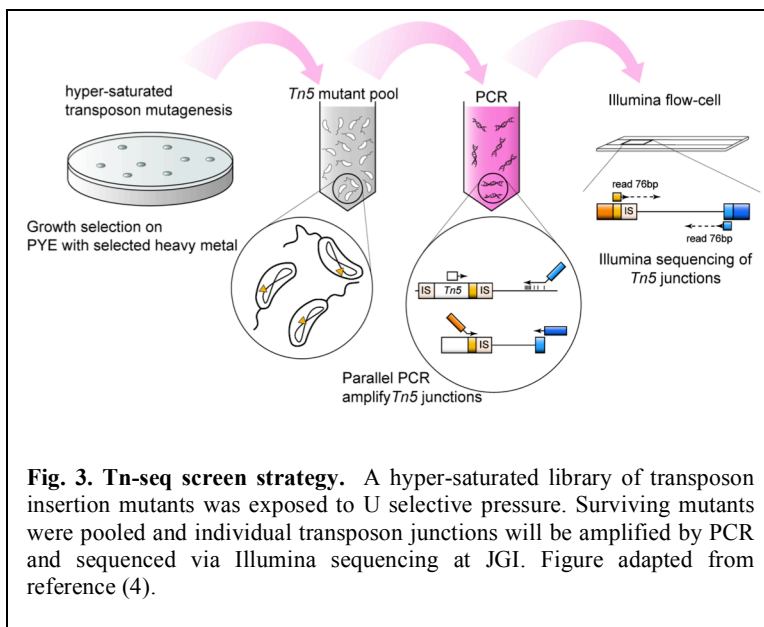 hyper-saturated
transposon mutagenesis
Growth selection on
PYE with selected heavy metal
Tn5 mutant pool
PCR
IS
Tn5
IS
IS
Parallel PCR
amplifyTn5 junctions
Illumina flow-cell
read 76bp
IS
read 76bp
Illumina sequencing of
Tn5 junctions
Fig. 3. Tn-seq screen strategy. A hyper-saturated library of transposon
insertion mutants was exposed to U selective pressure. Surviving mutants
were pooled and individual transposon junctions will be amplified by PCR
and sequenced via Illumina sequencing at JGI. Figure adapted from
reference (4).